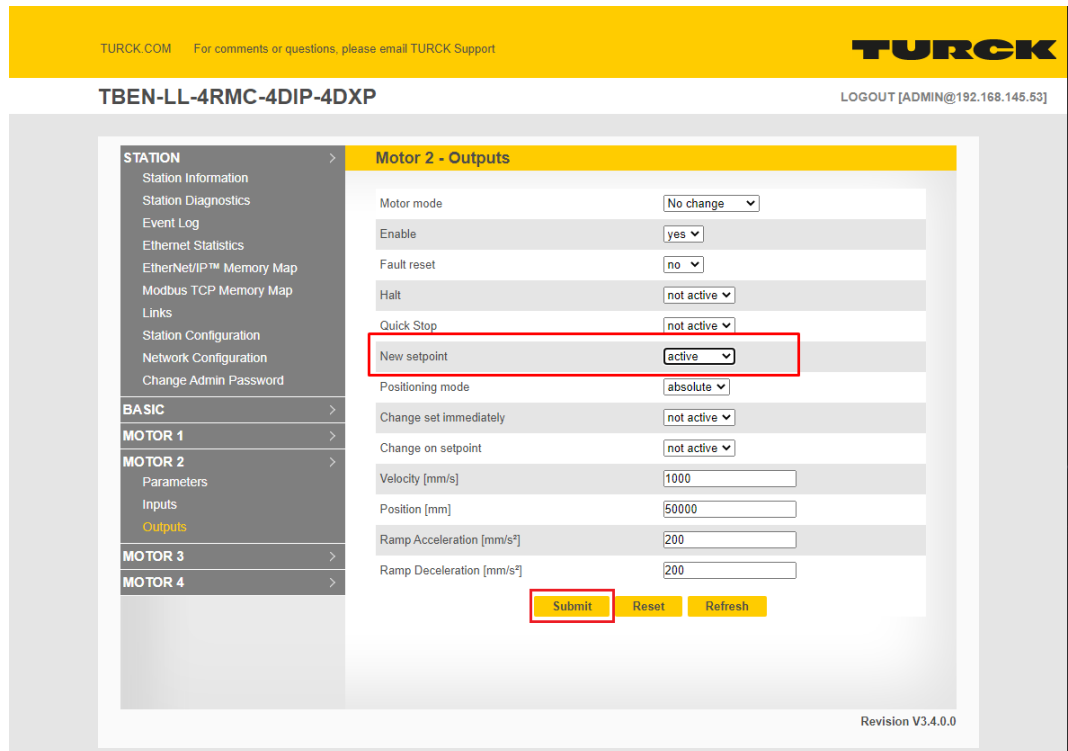 TURCK.COM For comments or questions, please email TURCK Support
TURCK
TBEN-LL-4RMC-4DIP-4DXP
LOGOUT [ADMIN@192.168.145.53]
STATION >
Station Information
Station Diagnostics
Event Log
Ethernet Statistics
EtherNet/IP™ Memory Map
Modbus TCP Memory Map
Links
Station Configuration
Network Configuration
Change Admin Password
BASIC >
MOTOR 1 >
MOTOR 2 >
Parameters
Inputs
Outputs
MOTOR 3 >
MOTOR 4 >
Motor 2 - Outputs
Motor mode No change
Enable yes
Fault reset no
Halt not active
Quick Stop not active
New setpoint active
Positioning mode absolute
Change set immediately not active
Change on setpoint not active
Velocity [mm/s] 1000
Position [mm] 50000
Ramp Acceleration [mm/s²] 200
Ramp Deceleration [mm/s²] 200
Submit Reset Refresh
Revision V3.4.0.0